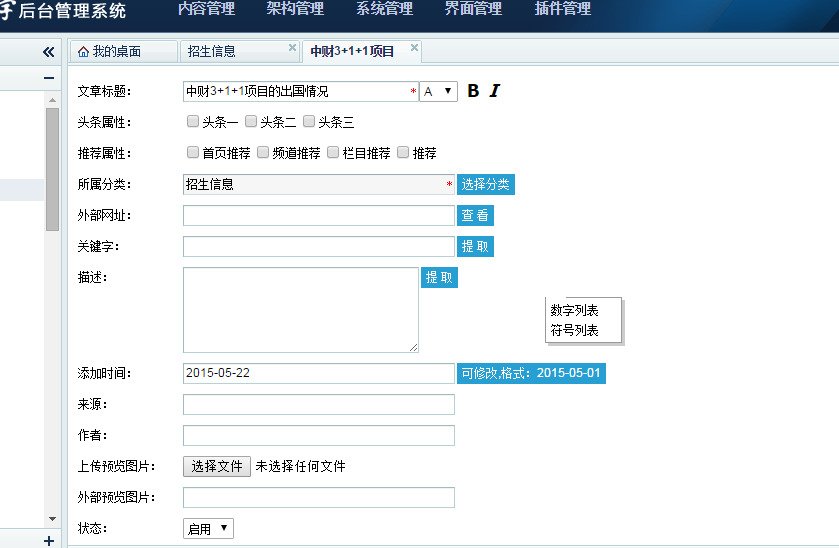 后台管理系统 内容管理 架构管理 系统管理 界面管理 插件管理
我的桌面 招生信息 中财3+1+1项目
文章标题： 中财3+1+1项目的出国情况 * A B I
头条属性： 头条一 头条二 头条三
推荐属性： 首页推荐 频道推荐 栏目推荐 推荐
所属分类： 招生信息 * 选择分类
外部网址： 查 看
关键字： 提 取
描述： 提 取
数字列表
符号列表
添加时间： 2015-05-22 可修改,格式：2015-05-01
来源：
作者：
上传预览图片： 选择文件 未选择任何文件
外部预览图片：
状态： 启用